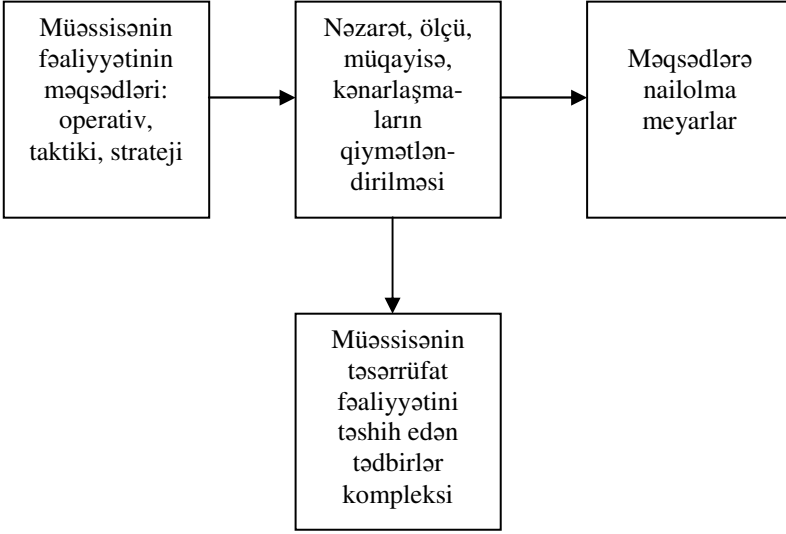 Müəssisənin
fəaliyyətinin
məqsədləri:
operativ,
taktiki, strateji
Nəzarət, ölçü,
müqayisə,
kənarlaşma-
ların
qiymətlən-
dirilməsi
Məqsədlərə
nailolma
meyarlar
Müəssisənin
təsərrüfat
fəaliyyətini
təshih edən
tədbirlər
kompleksi